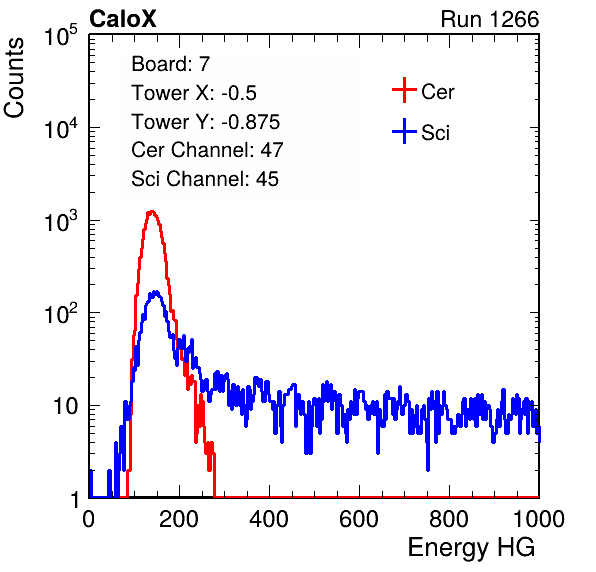 CaloX Run 1266
Counts
10^5
10^4
10^3
10^2
10
1
Board: 7
Tower X: -0.5
Tower Y: -0.875
Cer Channel: 47
Sci Channel: 45
Cer
Sci
0 200 400 600 800 1000
Energy HG